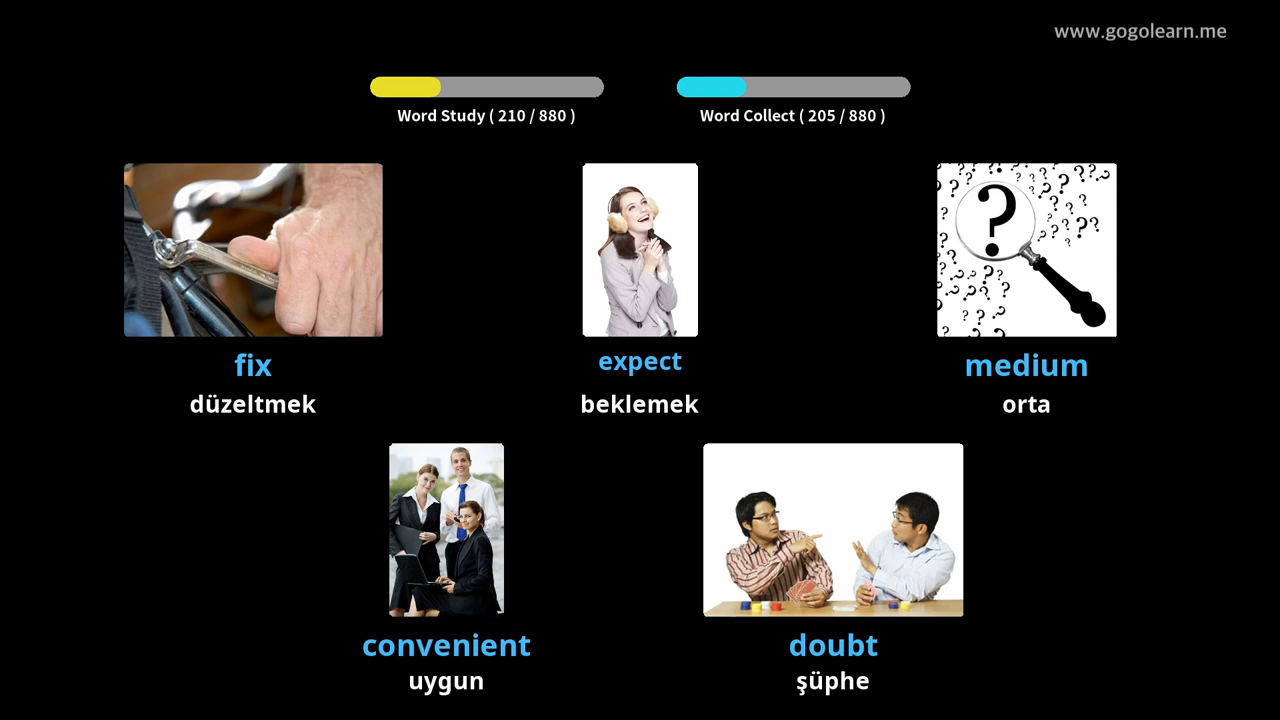 www.gogolearn.me
Word Study ( 210 / 880 )
Word Collect ( 205 / 880 )
fix
düzeltmek
expect
beklemek
medium
orta
convenient
uygun
doubt
şüphe